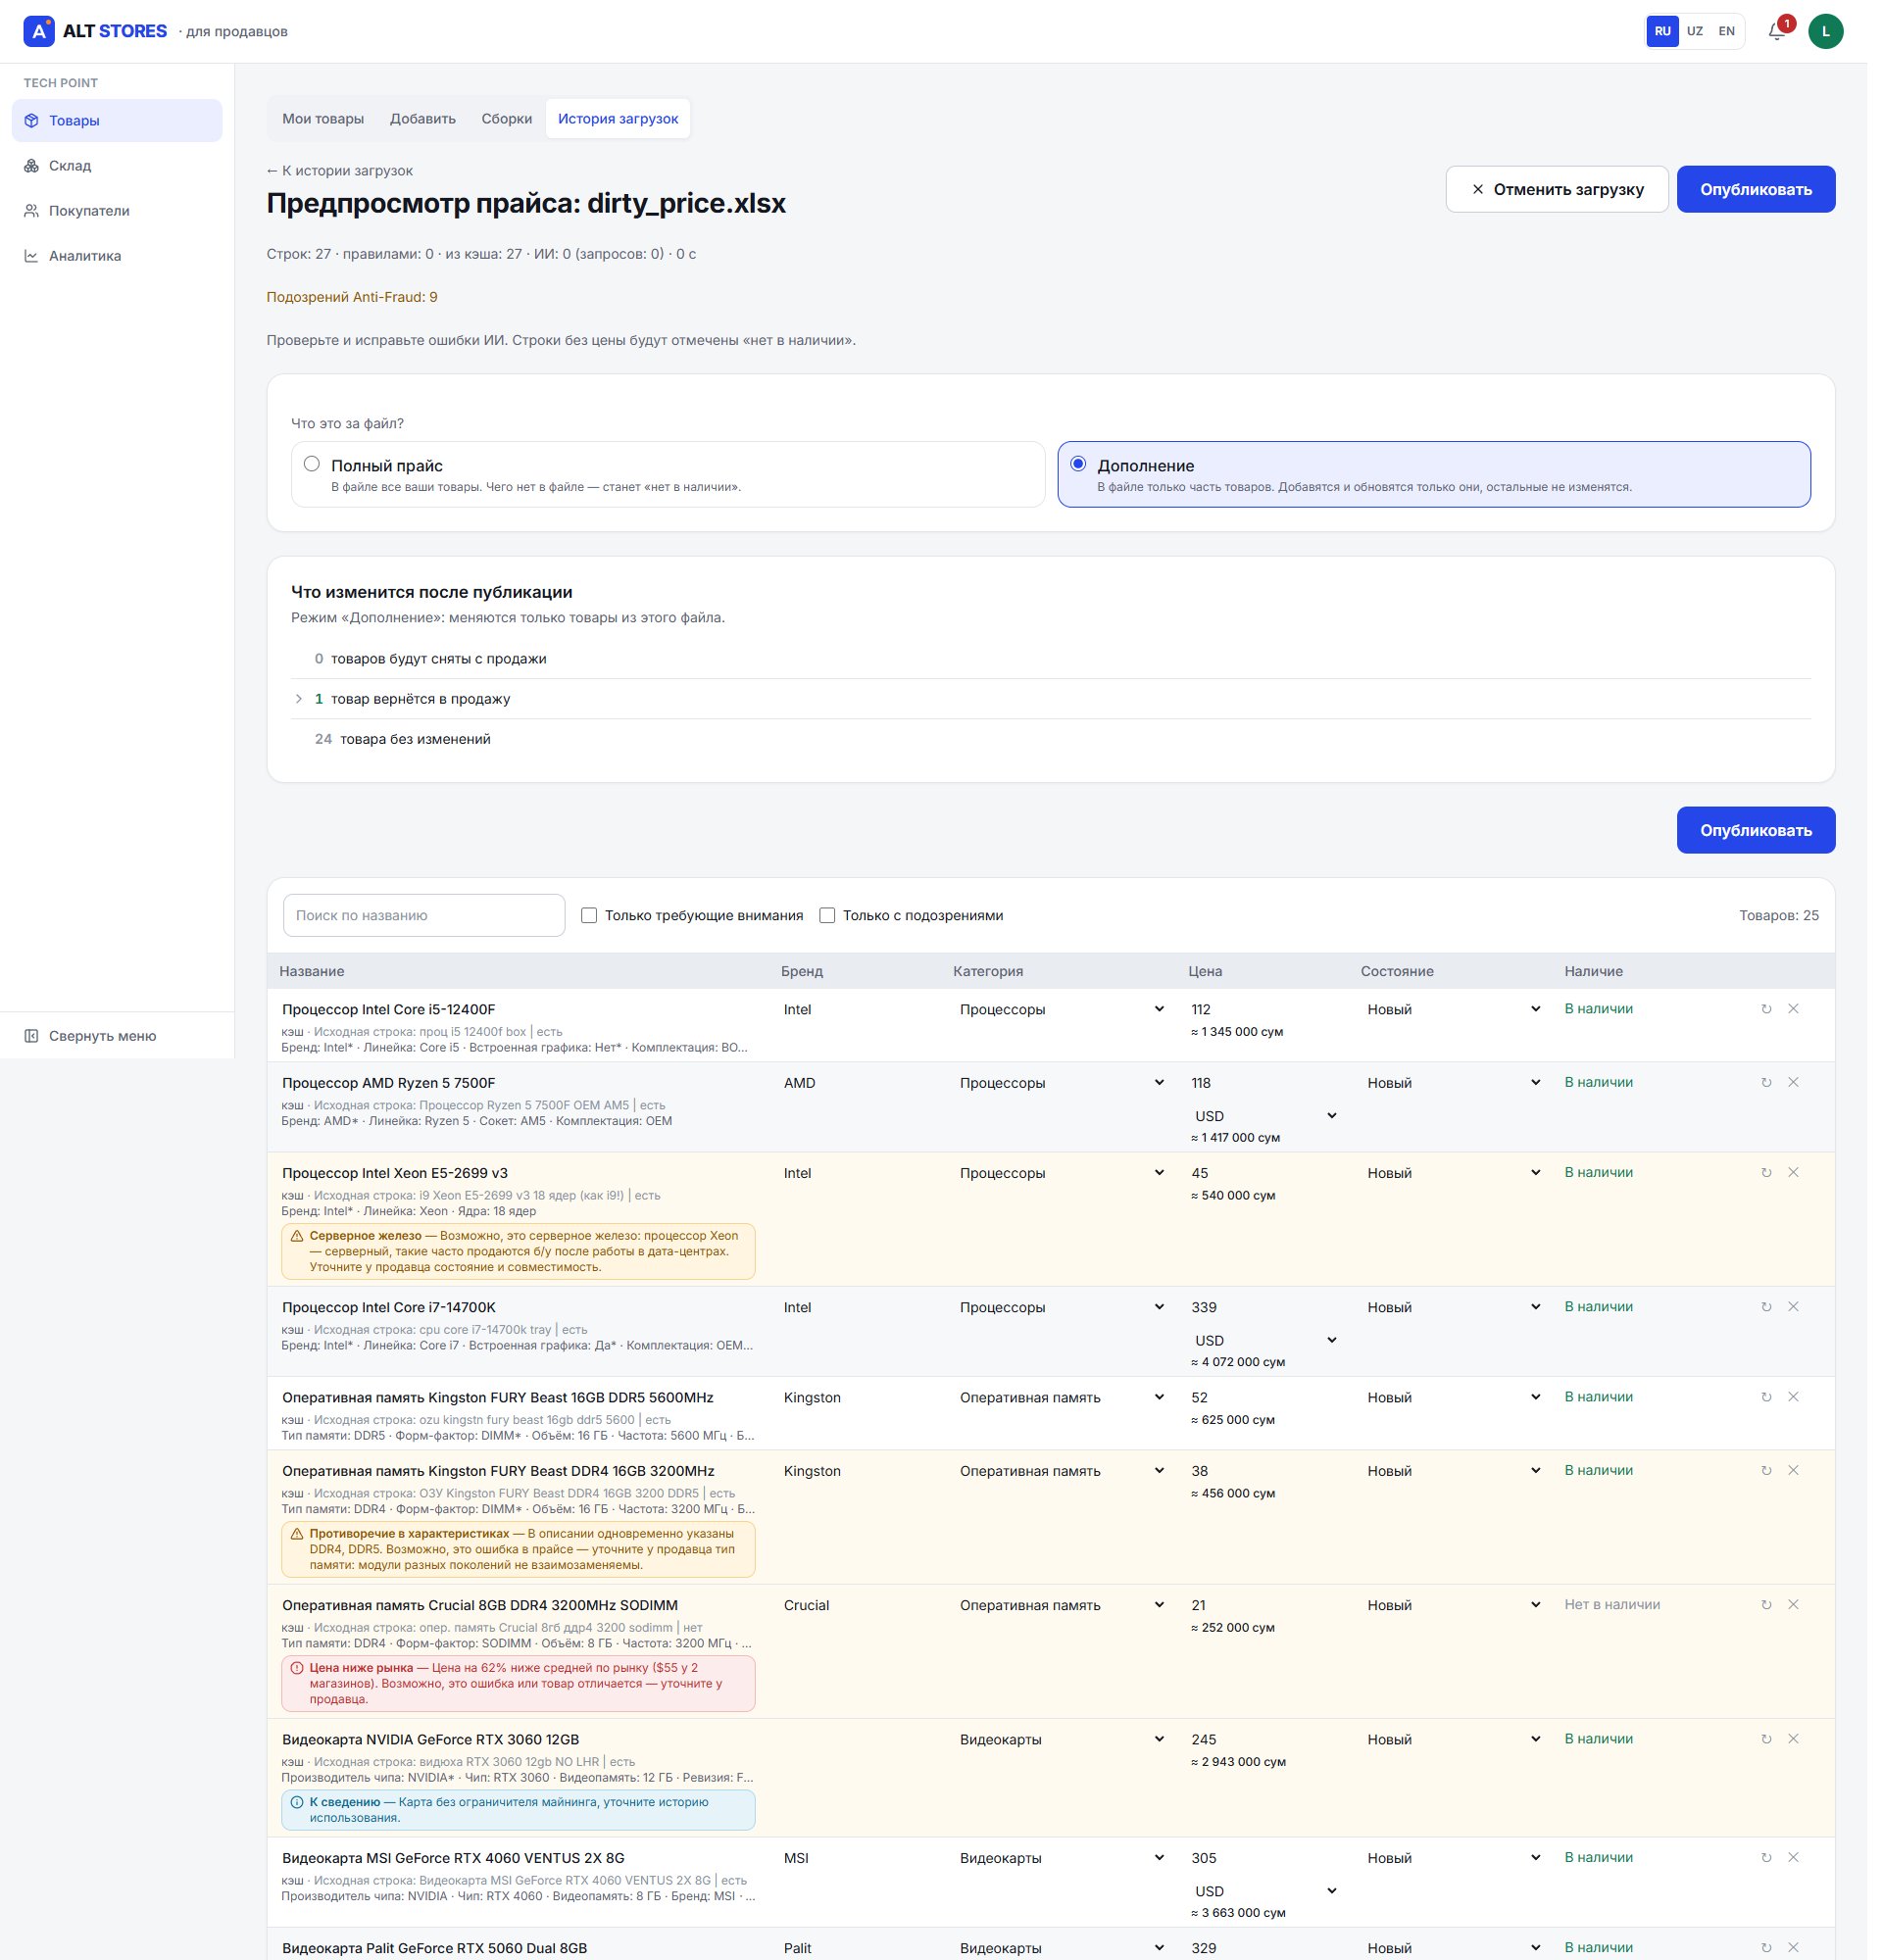 A ALT STORES · для продавцов
RU UZ EN 1 L
TECH POINT
Товары
Склад
Покупатели
Аналитика
Свернуть меню
Мои товары Добавить Сборки История загрузок
← К истории загрузок
Предпросмотр прайса: dirty_price.xlsx
× Отменить загрузку Опубликовать
Строк: 27 · правилами: 0 · из кэша: 27 · ИИ: 0 (запросов: 0) · 0 с
Подозрений Anti-Fraud: 9
Проверьте и исправьте ошибки ИИ. Строки без цены будут отмечены «нет в наличии».
Что это за файл?
Полный прайс
В файле все ваши товары. Чего нет в файле — станет «нет в наличии».
Дополнение
В файле только часть товаров. Добавятся и обновятся только они, остальные не изменятся.
Что изменится после публикации
Режим «Дополнение»: меняются только товары из этого файла.
0 товаров будут сняты с продажи
1 товар вернётся в продажу
24 товара без изменений
Опубликовать
Поиск по названию Только требующие внимания Только с подозрениями Товаров: 25
Название Бренд Категория Цена Состояние Наличие
Процессор Intel Core i5-12400F Intel Процессоры 112 Новый В наличии
кэш · Исходная строка: проц i5 12400f box | есть ≈ 1 345 000 сум
Бренд: Intel* · Линейка: Core i5 · Встроенная графика: Нет* · Комплектация: BO...
Процессор AMD Ryzen 5 7500F AMD Процессоры 118 Новый В наличии
кэш · Исходная строка: Процессор Ryzen 5 7500F OEM AM5 | есть USD
Бренд: AMD* · Линейка: Ryzen 5 · Сокет: AM5 · Комплектация: OEM
≈ 1 417 000 сум
Процессор Intel Xeon E5-2699 v3 Intel Процессоры 45 Новый В наличии
кэш · Исходная строка: i9 Xeon E5-2699 v3 18 ядер (как i9!) | есть ≈ 540 000 сум
Бренд: Intel* · Линейка: Xeon · Ядра: 18 ядер
Серверное железо — Возможно, это серверное железо: процессор Xeon
— серверный, такие часто продаются б/у после работы в дата-центрах.
Уточните у продавца состояние и совместимость.
Процессор Intel Core i7-14700K Intel Процессоры 339 Новый В наличии
кэш · Исходная строка: cpu core i7-14700k tray | есть USD
Бренд: Intel* · Линейка: Core i7 · Встроенная графика: Да* · Комплектация: OEM...
≈ 4 072 000 сум
Оперативная память Kingston FURY Beast 16GB DDR5 5600MHz Kingston Оперативная память 52 Новый В наличии
кэш · Исходная строка: ozu kingstn fury beast 16gb ddr5 5600 | есть ≈ 625 000 сум
Тип памяти: DDR5 · Форм-фактор: DIMM* · Объём: 16 ГБ · Частота: 5600 МГц · Б...
Оперативная память Kingston FURY Beast DDR4 16GB 3200MHz Kingston Оперативная память 38 Новый В наличии
кэш · Исходная строка: ОЗУ Kingston FURY Beast DDR4 16GB 3200 DDR5 | есть ≈ 456 000 сум
Тип памяти: DDR4 · Форм-фактор: DIMM* · Объём: 16 ГБ · Частота: 3200 МГц · Б...
Противоречие в характеристиках — В описании одновременно указаны
DDR4, DDR5. Возможно, это ошибка в прайсе — уточните у продавца тип
памяти: модули разных поколений не взаимозаменяемы.
Оперативная память Crucial 8GB DDR4 3200MHz SODIMM Crucial Оперативная память 21 Новый Нет в наличии
кэш · Исходная строка: опер. память Crucial 8гб ддр4 3200 sodimm | нет ≈ 252 000 сум
Тип памяти: DDR4 · Форм-фактор: SODIMM · Объём: 8 ГБ · Частота: 3200 МГц · ...
Цена ниже рынка — Цена на 62% ниже средней по рынку ($55 у 2
магазинов). Возможно, это ошибка или товар отличается — уточните у
продавца.
Видеокарта NVIDIA GeForce RTX 3060 12GB Видеокарты 245 Новый В наличии
кэш · Исходная строка: видюха RTX 3060 12gb NO LHR | есть ≈ 2 943 000 сум
Производитель чипа: NVIDIA* · Чип: RTX 3060 · Видеопамять: 12 ГБ · Ревизия: F...
К сведению — Карта без ограничителя майнинга, уточните историю
использования.
Видеокарта MSI GeForce RTX 4060 VENTUS 2X 8G MSI Видеокарты 305 Новый В наличии
кэш · Исходная строка: Видеокарта MSI GeForce RTX 4060 VENTUS 2X 8G | есть USD
Производитель чипа: NVIDIA · Чип: RTX 4060 · Видеопамять: 8 ГБ · Бренд: MSI · ...
≈ 3 663 000 сум
Видеокарта Palit GeForce RTX 5060 Dual 8GB Palit Видеокарты 329 Новый В наличии